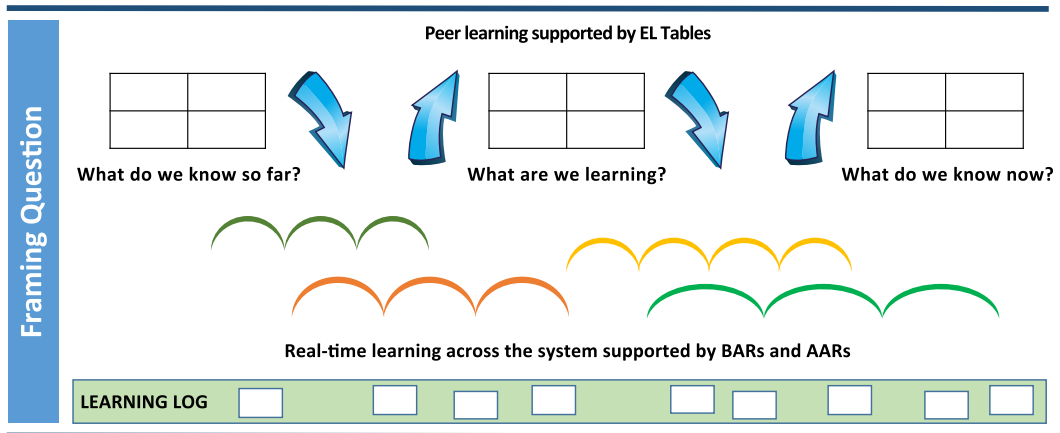 Framing Question
Peer learning supported by EL Tables
What do we know so far?
What are we learning?
What do we know now?
Real-time learning across the system supported by BARs and AARs
LEARNING LOG